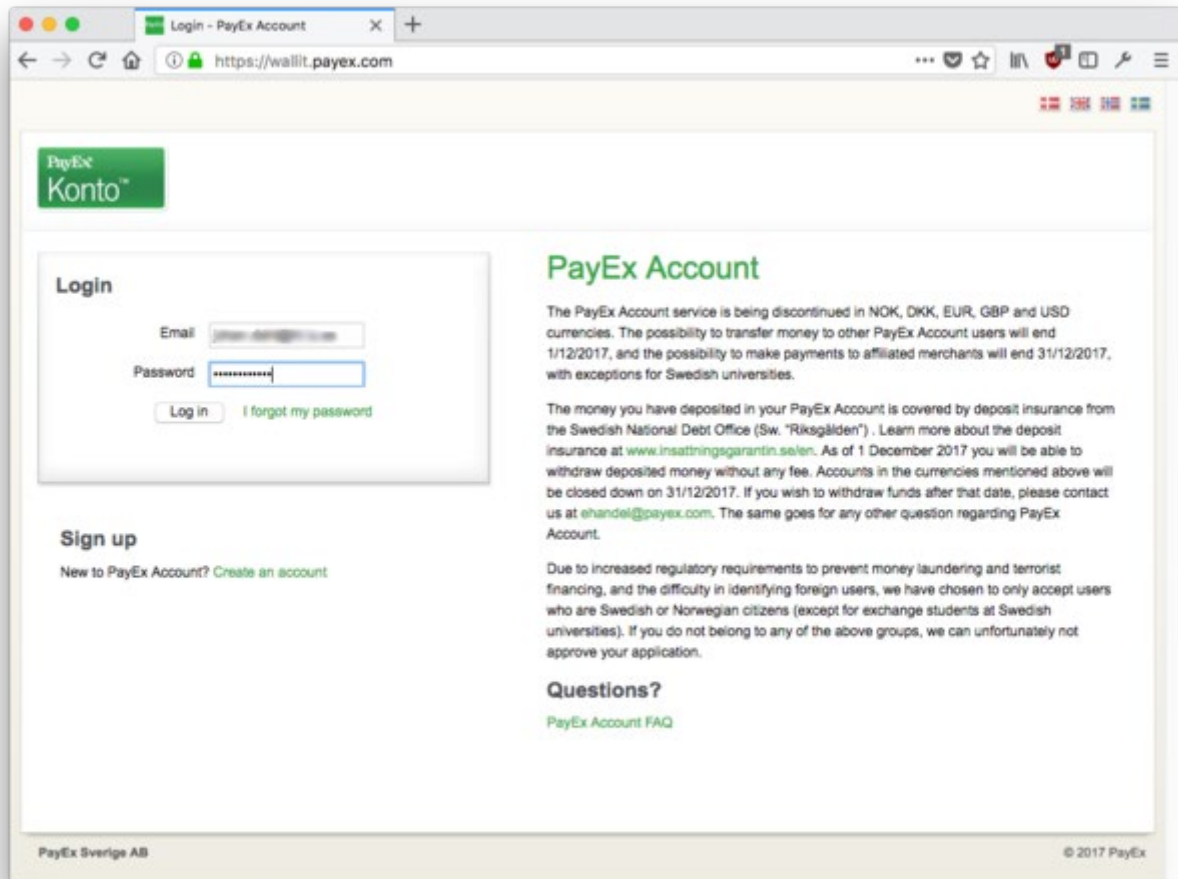 Login - PayEx Account
https://wallit.payex.com
1
PayEx
Konto™
Login
Email
Password
Log in I forgot my password
Sign up
New to PayEx Account? Create an account
PayEx Account
The PayEx Account service is being discontinued in NOK, DKK, EUR, GBP and USD
currencies. The possibility to transfer money to other PayEx Account users will end
1/12/2017, and the possibility to make payments to affiliated merchants will end 31/12/2017,
with exceptions for Swedish universities.
The money you have deposited in your PayEx Account is covered by deposit insurance from
the Swedish National Debt Office (Sw. "Riksgälden") . Learn more about the deposit
insurance at www.insattningsgarantin.se/en. As of 1 December 2017 you will be able to
withdraw deposited money without any fee. Accounts in the currencies mentioned above will
be closed down on 31/12/2017. If you wish to withdraw funds after that date, please contact
us at ehandel@payex.com. The same goes for any other question regarding PayEx
Account.
Due to increased regulatory requirements to prevent money laundering and terrorist
financing, and the difficulty in identifying foreign users, we have chosen to only accept users
who are Swedish or Norwegian citizens (except for exchange students at Swedish
universities). If you do not belong to any of the above groups, we can unfortunately not
approve your application.
Questions?
PayEx Account FAQ
PayEx Sverige AB
© 2017 PayEx